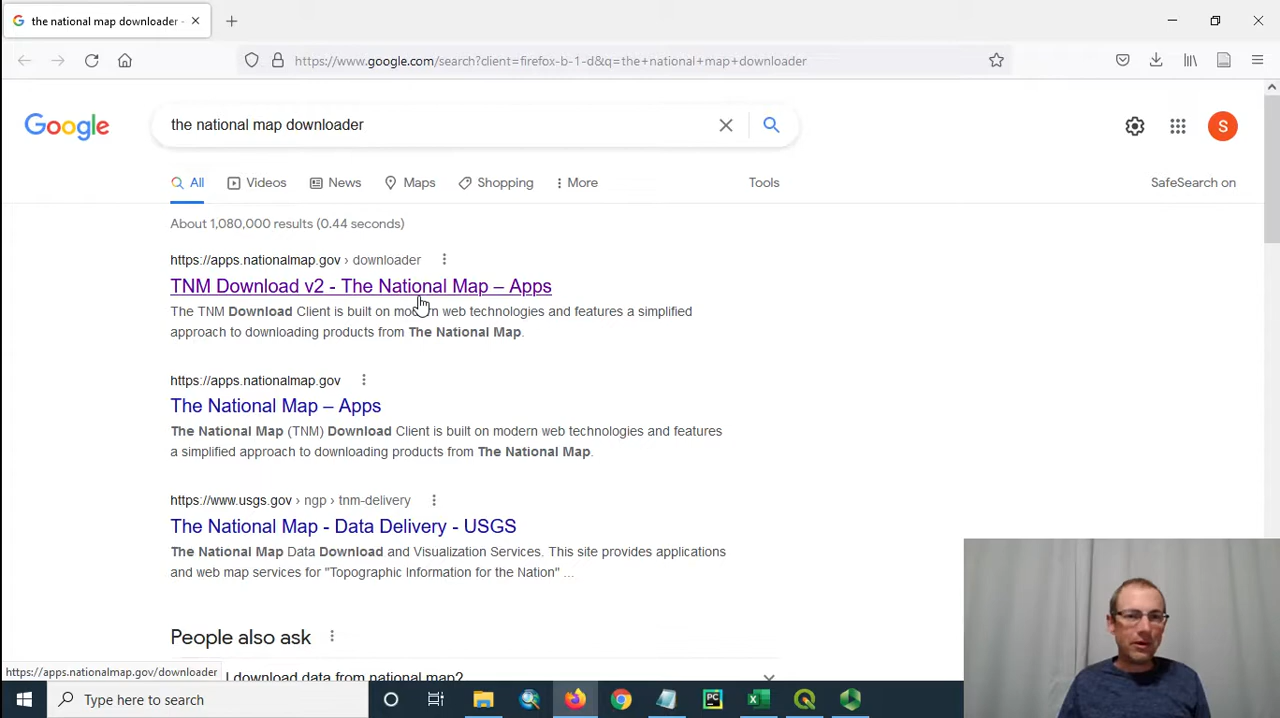 the national map downloader -
https://www.google.com/search?client=firefox-b-1-d&q=the+national+map+downloader
Google
the national map downloader
S
All
Videos
News
Maps
Shopping
More
Tools
SafeSearch on
About 1,080,000 results (0.44 seconds)
https://apps.nationalmap.gov › downloader
TNM Download v2 - The National Map – Apps
The TNM Download Client is built on modern web technologies and features a simplified
approach to downloading products from The National Map.
https://apps.nationalmap.gov
The National Map – Apps
The National Map (TNM) Download Client is built on modern web technologies and features
a simplified approach to downloading products from The National Map.
https://www.usgs.gov › ngp › tnm-delivery
The National Map - Data Delivery - USGS
The National Map Data Download and Visualization Services. This site provides applications
and web map services for "Topographic Information for the Nation" ...
People also ask
https://apps.nationalmap.gov/downloader
I download data from national map?
Type here to search
PC